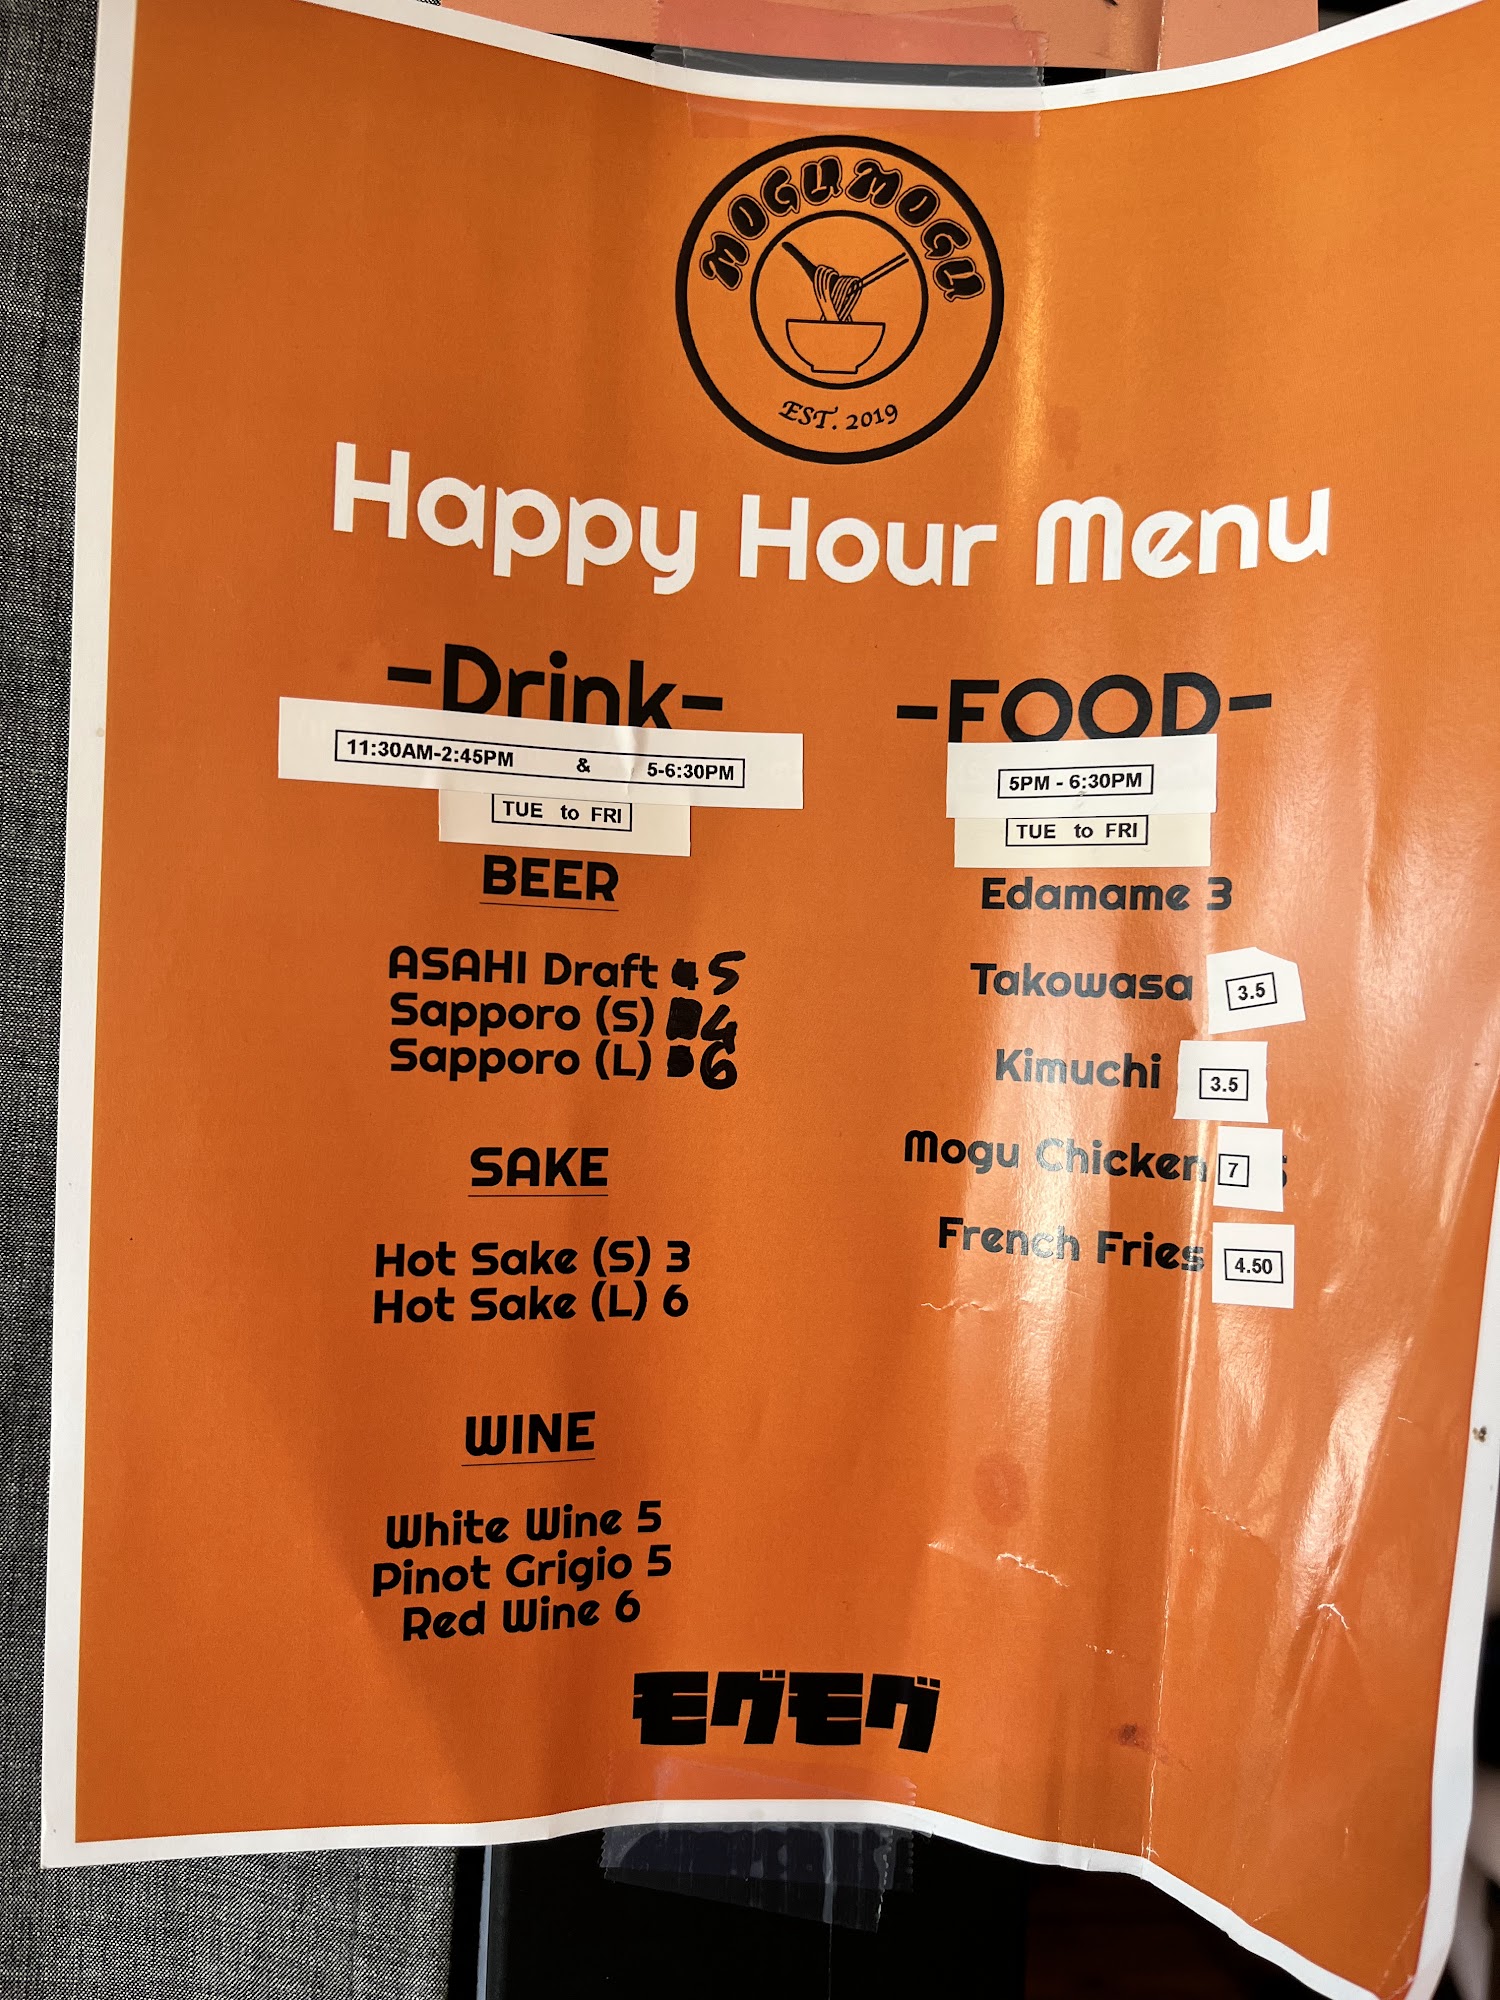 MOGU MOGU
EST. 2019
Happy Hour Menu
-Drink-
11:30AM-2:45PM & 5-6:30PM
TUE to FRI
BEER
ASAHI Draft 5
Sapporo (S) 4
Sapporo (L) 6
SAKE
Hot Sake (S) 3
Hot Sake (L) 6
WINE
White Wine 5
Pinot Grigio 5
Red Wine 6
-FOOD-
5PM - 6:30PM
TUE to FRI
Edamame 3
Takowasa 3.5
Kimuchi 3.5
Mogu Chicken 7
French Fries 4.50
モグモグ